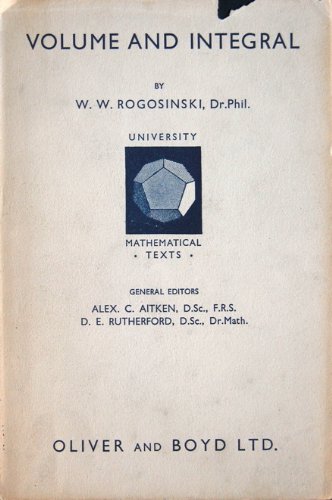 VOLUME AND INTEGRAL
BY
W. W. ROGOSINSKI, Dr.Phil.
UNIVERSITY
MATHEMATICAL
· TEXTS ·
GENERAL EDITORS
ALEX. C. AITKEN, D.Sc., F.R.S.
D. E. RUTHERFORD, D.Sc., Dr.Math.
OLIVER AND BOYD LTD.